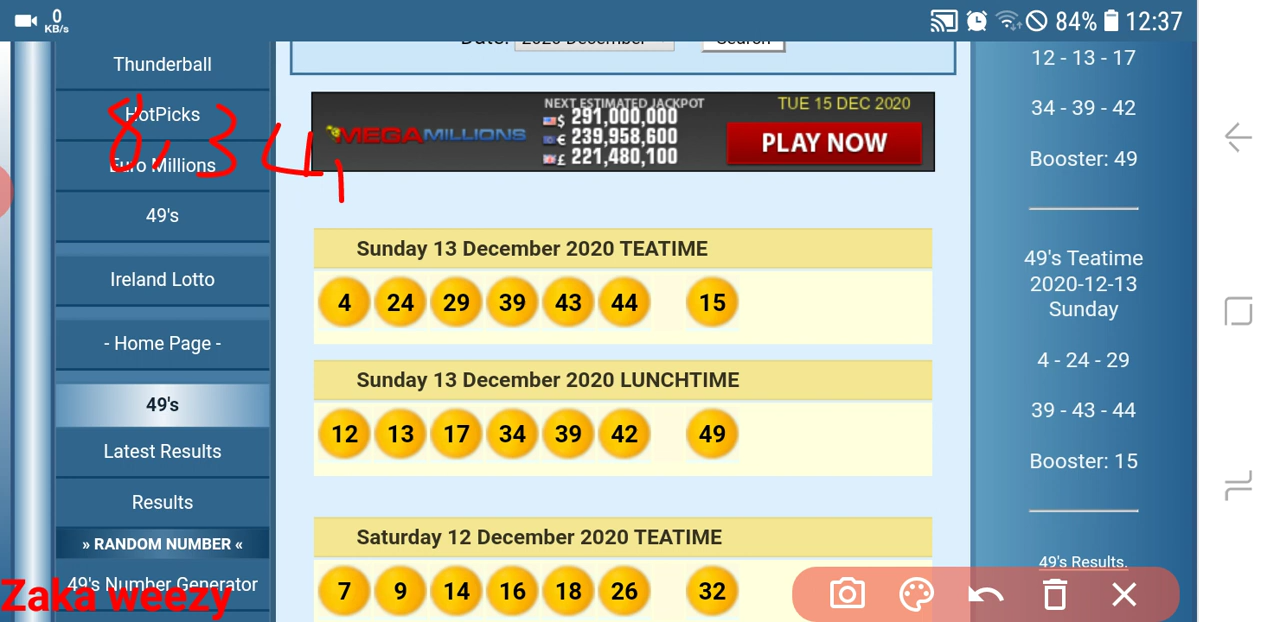 0
KB/s
84% 12:37
Thunderball
HotPicks
Euro Millions
49's
Ireland Lotto
- Home Page -
49's
Latest Results
Results
» RANDOM NUMBER «
49's Number Generator
Zaka weezy
8, 34,
Date: 2020 December Search
MEGAMILLIONS
NEXT ESTIMATED JACKPOT
$ 291,000,000
€ 239,958,600
£ 221,480,100
TUE 15 DEC 2020
PLAY NOW
Sunday 13 December 2020 TEATIME
4 24 29 39 43 44 15
Sunday 13 December 2020 LUNCHTIME
12 13 17 34 39 42 49
Saturday 12 December 2020 TEATIME
7 9 14 16 18 26 32
12 - 13 - 17
34 - 39 - 42
Booster: 49
49's Teatime
2020-12-13
Sunday
4 - 24 - 29
39 - 43 - 44
Booster: 15
49's Results.